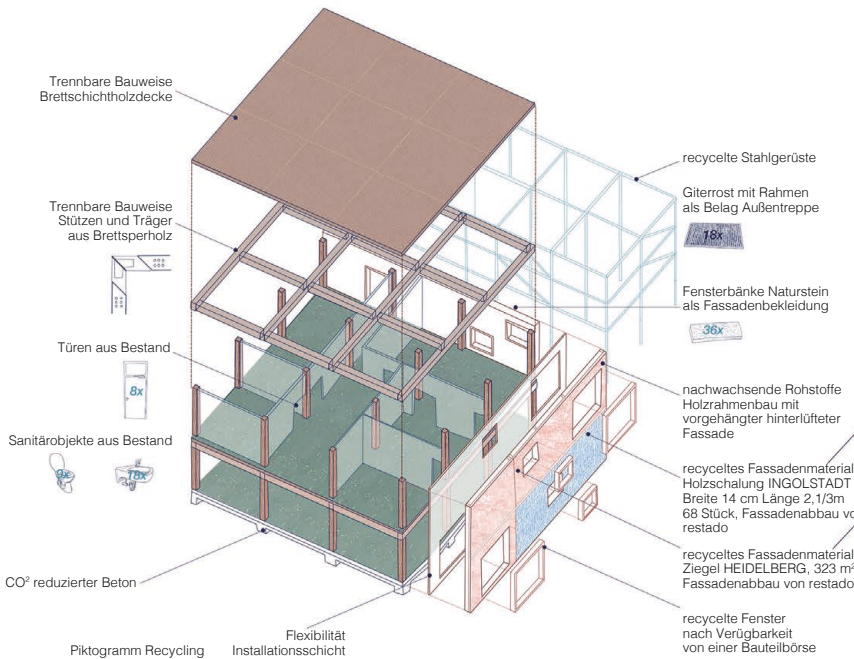 Trennbare Bauweise
Brettschichtholzdecke
Trennbare Bauweise
Stützen und Träger
aus Brettsperholz
Türen aus Bestand
8x
Sanitärobjekte aus Bestand
9x
18x
CO² reduzierter Beton
Piktogramm Recycling
Flexibilität
Installationsschicht
recycelte Stahlgerüste
Giterrost mit Rahmen
als Belag Außentreppe
18x
Fensterbänke Naturstein
als Fassadenbekleidung
36x
nachwachsende Rohstoffe
Holzrahmenbau mit
vorgehängter hinterlüfteter
Fassade
recyceltes Fassadenmaterial
Holzschalung INGOLSTADT
Breite 14 cm Länge 2,1/3m
68 Stück, Fassadenabbau vo
restado
recyceltes Fassadenmaterial
Ziegel HEIDELBERG, 323 m²
Fassadenabbau von restado
recycelte Fenster
nach Verügbarkeit
von einer Bauteilbörse